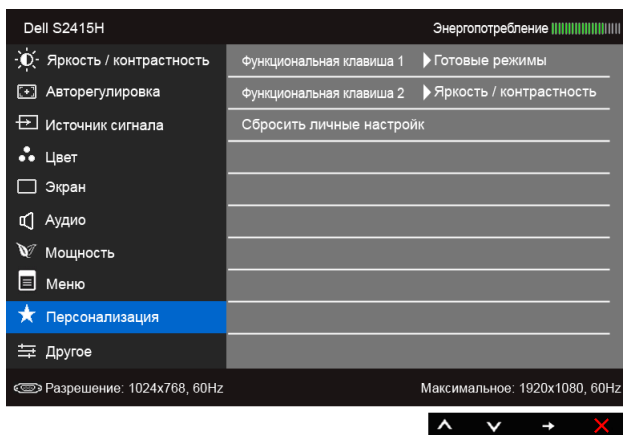 Dell S2415H Энергопотребление
Яркость / контрастность Функциональная клавиша 1 Готовые режимы
Авторегулировка Функциональная клавиша 2 Яркость / контрастность
Источник сигнала Сбросить личные настройк
Цвет
Экран
Аудио
Мощность
Меню
Персонализация
Другое
Разрешение: 1024x768, 60Hz Максимальное: 1920x1080, 60Hz